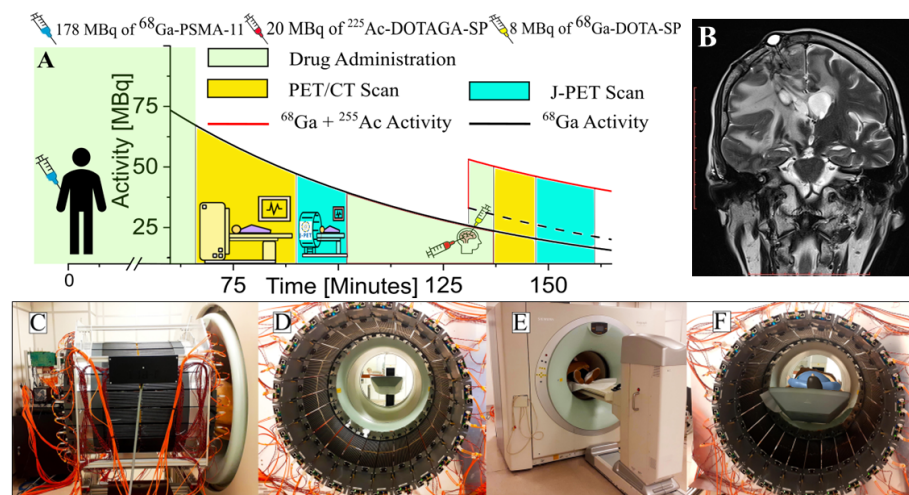 178 MBq of ⁶⁸Ga-PSMA-11 20 MBq of ²²⁵Ac-DOTAGA-SP 8 MBq of ⁶⁸Ga-DOTA-SP
A
B
Drug Administration
PET/CT Scan
J-PET Scan
⁶⁸Ga + ²⁵⁵Ac Activity
⁶⁸Ga Activity
Activity [MBq]
75
50
25
J-PET
0
75
125
150
Time [Minutes]
C
D
E
F